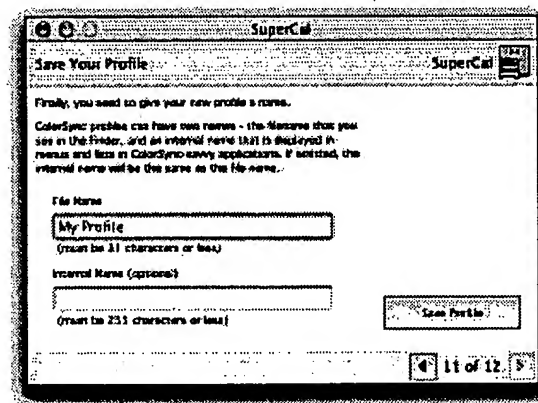 SuperCal
Save Your Profile
SuperCal
Finally, you need to give your new profile a name.
ColorSync profiles can have two names - the filename that you
see in the Finder, and an internal name that is displayed in
menus and lists in ColorSync-savvy applications. If omitted, the
internal name will be the same as the file name.
File Name
My Profile
(must be 31 characters or less)
Internal Name (optional)
(must be 231 characters or less)
Save Profile
11 of 12